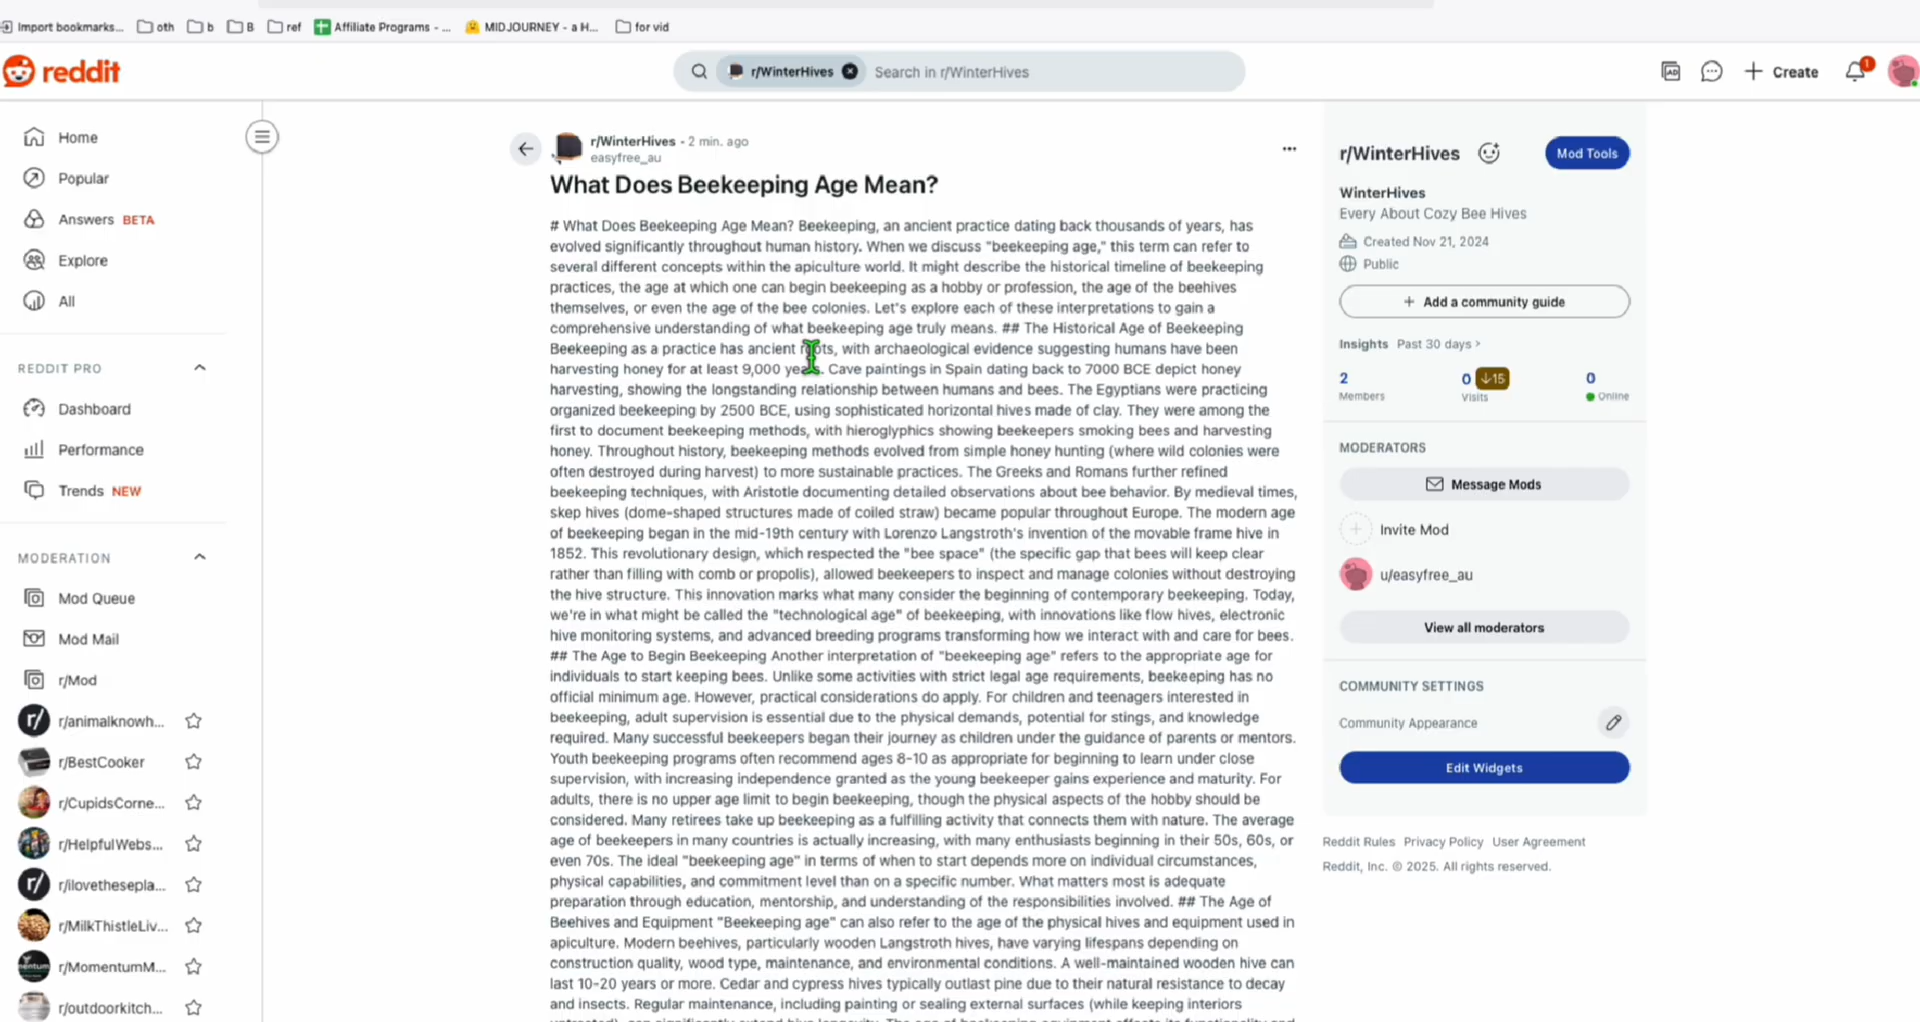 Import bookmarks...
oth
b
B
ref
Affiliate Programs - ...
MIDJOURNEY - a H...
for vid
reddit
r/WinterHives
Search in r/WinterHives
AD
Create
1
Home
Popular
Answers BETA
Explore
All
REDDIT PRO
Dashboard
Performance
Trends NEW
MODERATION
Mod Queue
Mod Mail
r/Mod
r/animalknowh...
r/BestCooker
r/CupidsCorne...
r/HelpfulWebs...
r/ilovethesepla...
r/MilkThistleLiv...
r/MomentumM...
r/outdoorkitch...
r/WinterHives • 2 min. ago
easyfree_au
What Does Beekeeping Age Mean?
# What Does Beekeeping Age Mean? Beekeeping, an ancient practice dating back thousands of years, has
evolved significantly throughout human history. When we discuss "beekeeping age," this term can refer to
several different concepts within the apiculture world. It might describe the historical timeline of beekeeping
practices, the age at which one can begin beekeeping as a hobby or profession, the age of the beehives
themselves, or even the age of the bee colonies. Let's explore each of these interpretations to gain a
comprehensive understanding of what beekeeping age truly means. ## The Historical Age of Beekeeping
Beekeeping as a practice has ancient roots, with archaeological evidence suggesting humans have been
harvesting honey for at least 9,000 years. Cave paintings in Spain dating back to 7000 BCE depict honey
harvesting, showing the longstanding relationship between humans and bees. The Egyptians were practicing
organized beekeeping by 2500 BCE, using sophisticated horizontal hives made of clay. They were among the
first to document beekeeping methods, with hieroglyphics showing beekeepers smoking bees and harvesting
honey. Throughout history, beekeeping methods evolved from simple honey hunting (where wild colonies were
often destroyed during harvest) to more sustainable practices. The Greeks and Romans further refined
beekeeping techniques, with Aristotle documenting detailed observations about bee behavior. By medieval times,
skep hives (dome-shaped structures made of coiled straw) became popular throughout Europe. The modern age
of beekeeping began in the mid-19th century with Lorenzo Langstroth's invention of the movable frame hive in
1852. This revolutionary design, which respected the "bee space" (the specific gap that bees will keep clear
rather than filling with comb or propolis), allowed beekeepers to inspect and manage colonies without destroying
the hive structure. This innovation marks what many consider the beginning of contemporary beekeeping. Today,
we're in what might be called the "technological age" of beekeeping, with innovations like flow hives, electronic
hive monitoring systems, and advanced breeding programs transforming how we interact with and care for bees.
## The Age to Begin Beekeeping Another interpretation of "beekeeping age" refers to the appropriate age for
individuals to start keeping bees. Unlike some activities with strict legal age requirements, beekeeping has no
official minimum age. However, practical considerations do apply. For children and teenagers interested in
beekeeping, adult supervision is essential due to the physical demands, potential for stings, and knowledge
required. Many successful beekeepers began their journey as children under the guidance of parents or mentors.
Youth beekeeping programs often recommend ages 8-10 as appropriate for beginning to learn under close
supervision, with increasing independence granted as the young beekeeper gains experience and maturity. For
adults, there is no upper age limit to begin beekeeping, though the physical aspects of the hobby should be
considered. Many retirees take up beekeeping as a fulfilling activity that connects them with nature. The average
age of beekeepers in many countries is actually increasing, with many enthusiasts beginning in their 50s, 60s, or
even 70s. The ideal "beekeeping age" in terms of when to start depends more on individual circumstances,
physical capabilities, and commitment level than on a specific number. What matters most is adequate
preparation through education, mentorship, and understanding of the responsibilities involved. ## The Age of
Beehives and Equipment "Beekeeping age" can also refer to the age of the physical hives and equipment used in
apiculture. Modern beehives, particularly wooden Langstroth hives, have varying lifespans depending on
construction quality, wood type, maintenance, and environmental conditions. A well-maintained wooden hive can
last 10-20 years or more. Cedar and cypress hives typically outlast pine due to their natural resistance to decay
and insects. Regular maintenance, including painting or sealing external surfaces (while keeping interiors
r/WinterHives
Mod Tools
WinterHives
Every About Cozy Bee Hives
Created Nov 21, 2024
Public
+ Add a community guide
Insights Past 30 days >
2
Members
0 ↓15
Visits
0
Online
MODERATORS
Message Mods
Invite Mod
u/easyfree_au
View all moderators
COMMUNITY SETTINGS
Community Appearance
Edit Widgets
Reddit Rules Privacy Policy User Agreement
Reddit, Inc. © 2025. All rights reserved.